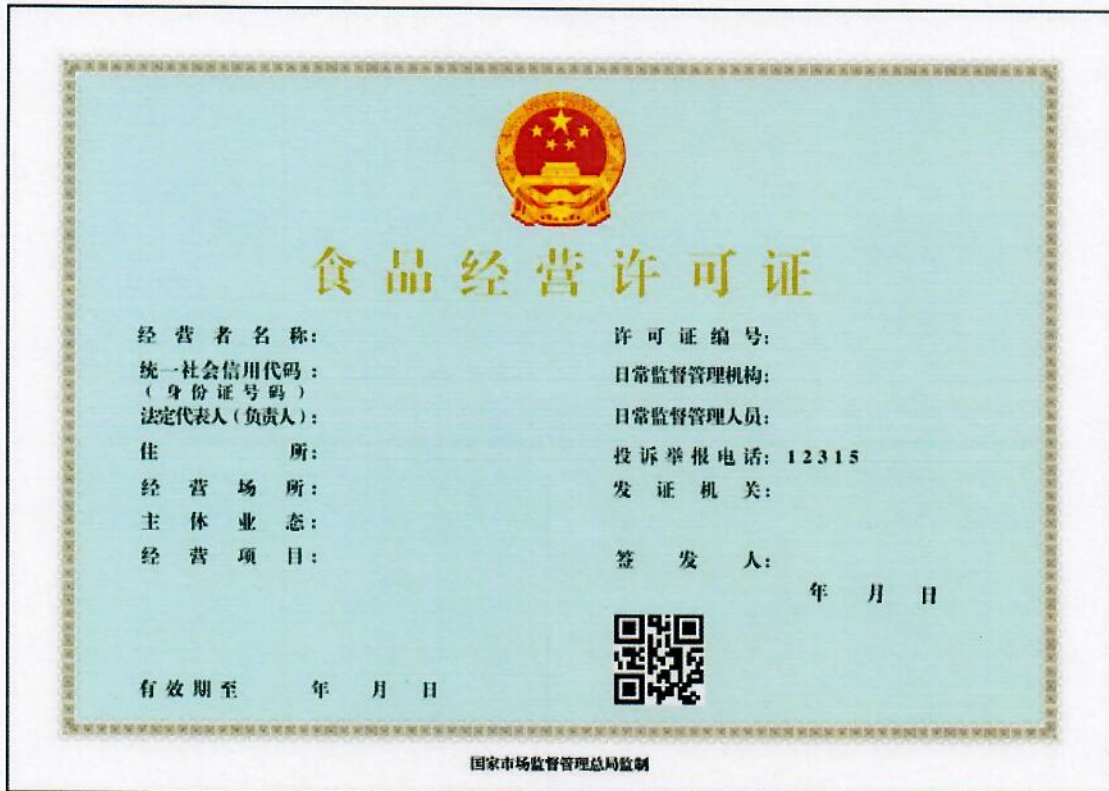 食品经营许可证
经营者名称：
统一社会信用代码：
（身份证号码）
法定代表人（负责人）：
住所：
经营场所：
主体业态：
经营项目：
有效期至 年 月 日
许可证编号：
日常监督管理机构：
日常监督管理人员：
投诉举报电话：12315
发证机关：
签发人：
年 月 日
国家市场监督管理总局监制